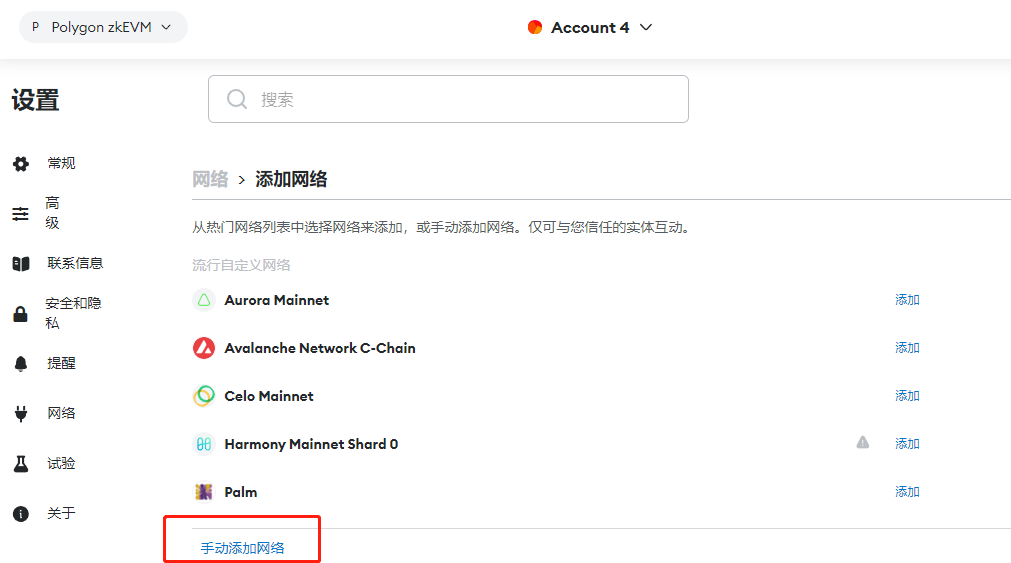 P Polygon zkEVM
Account 4
设置
搜索
常规
高
级
联系信息
安全和隐
私
提醒
网络
试验
关于
网络 > 添加网络
从热门网络列表中选择网络来添加，或手动添加网络。仅可与您信任的实体互动。
流行自定义网络
Aurora Mainnet 添加
Avalanche Network C-Chain 添加
Celo Mainnet 添加
Harmony Mainnet Shard 0 添加
Palm 添加
手动添加网络